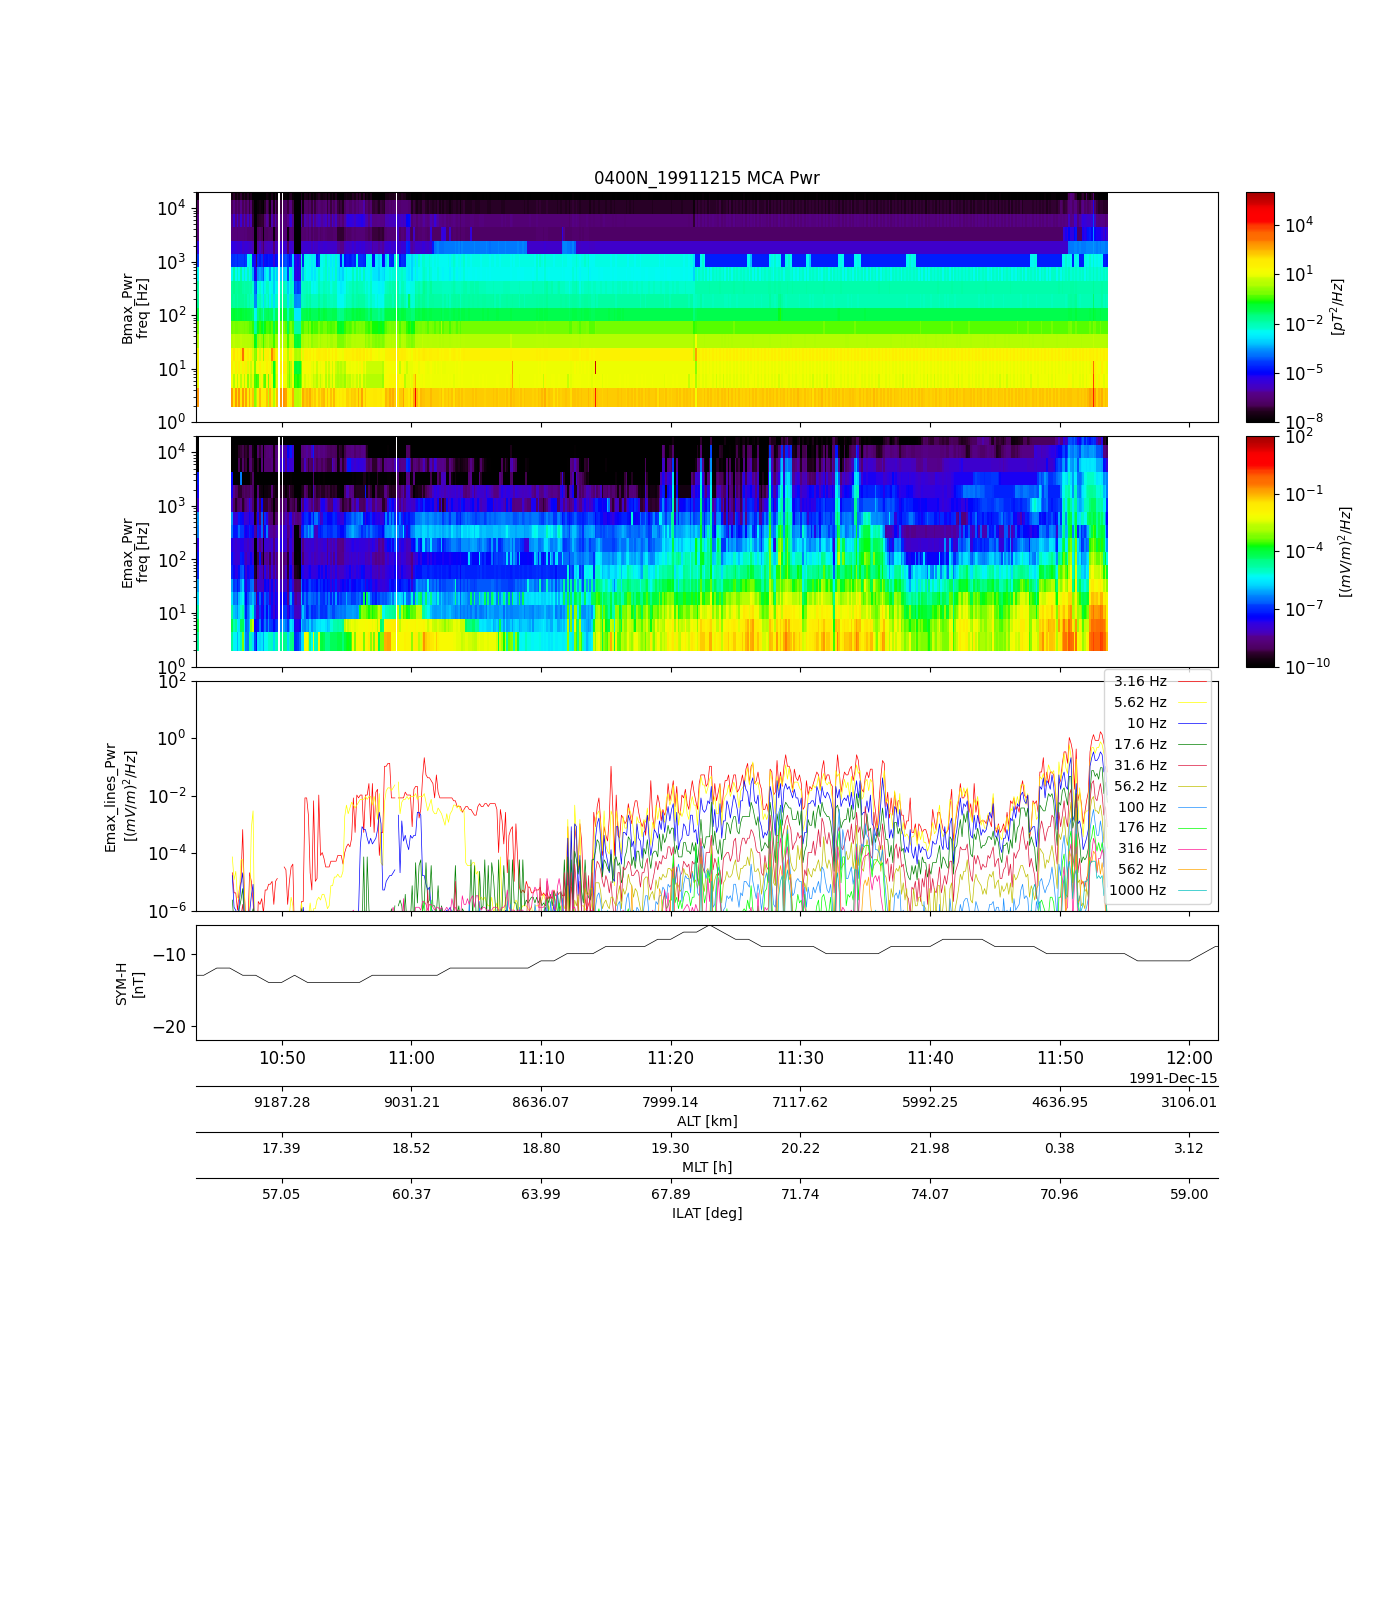 0400N_19911215 MCA Pwr
10^4
10^3
10^2
10^1
10^0
Bmax_Pwr
freq [Hz]
10^4
10^1
10^-2
10^-5
10^-8
[pT^2/Hz]
10^4
10^3
10^2
10^1
10^0
Emax_Pwr
freq [Hz]
10^2
10^-1
10^-4
10^-7
10^-10
[(mV/m)^2/Hz]
10^2
10^0
10^-2
10^-4
10^-6
Emax_lines_Pwr
[(mV/m)^2/Hz]
3.16 Hz
5.62 Hz
10 Hz
17.6 Hz
31.6 Hz
56.2 Hz
100 Hz
176 Hz
316 Hz
562 Hz
1000 Hz
−10
−20
SYM-H
[nT]
10:50 11:00 11:10 11:20 11:30 11:40 11:50 12:00
1991-Dec-15
9187.28 9031.21 8636.07 7999.14 7117.62 5992.25 4636.95 3106.01
ALT [km]
17.39 18.52 18.80 19.30 20.22 21.98 0.38 3.12
MLT [h]
57.05 60.37 63.99 67.89 71.74 74.07 70.96 59.00
ILAT [deg]